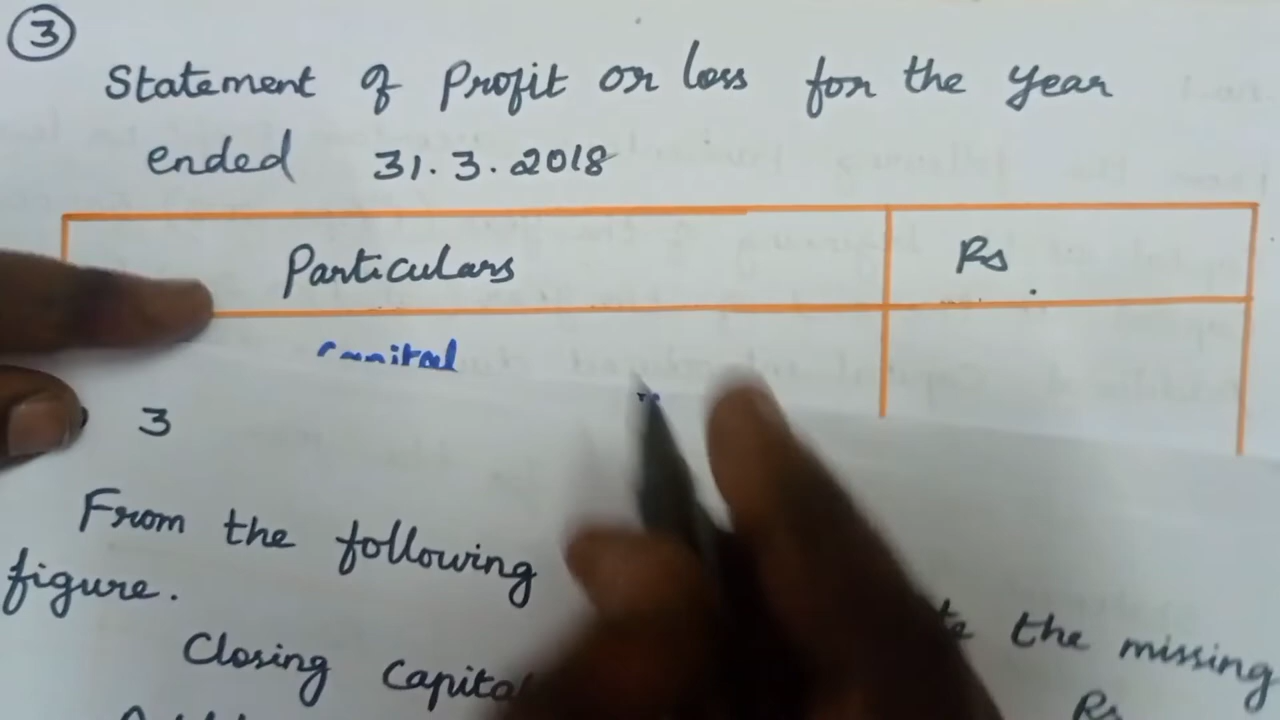 3
Statement of Profit or loss for the year
ended 31.3.2018
Particulars Rs
capital
3
From the following the missing
figure.
Closing Capital
Rs